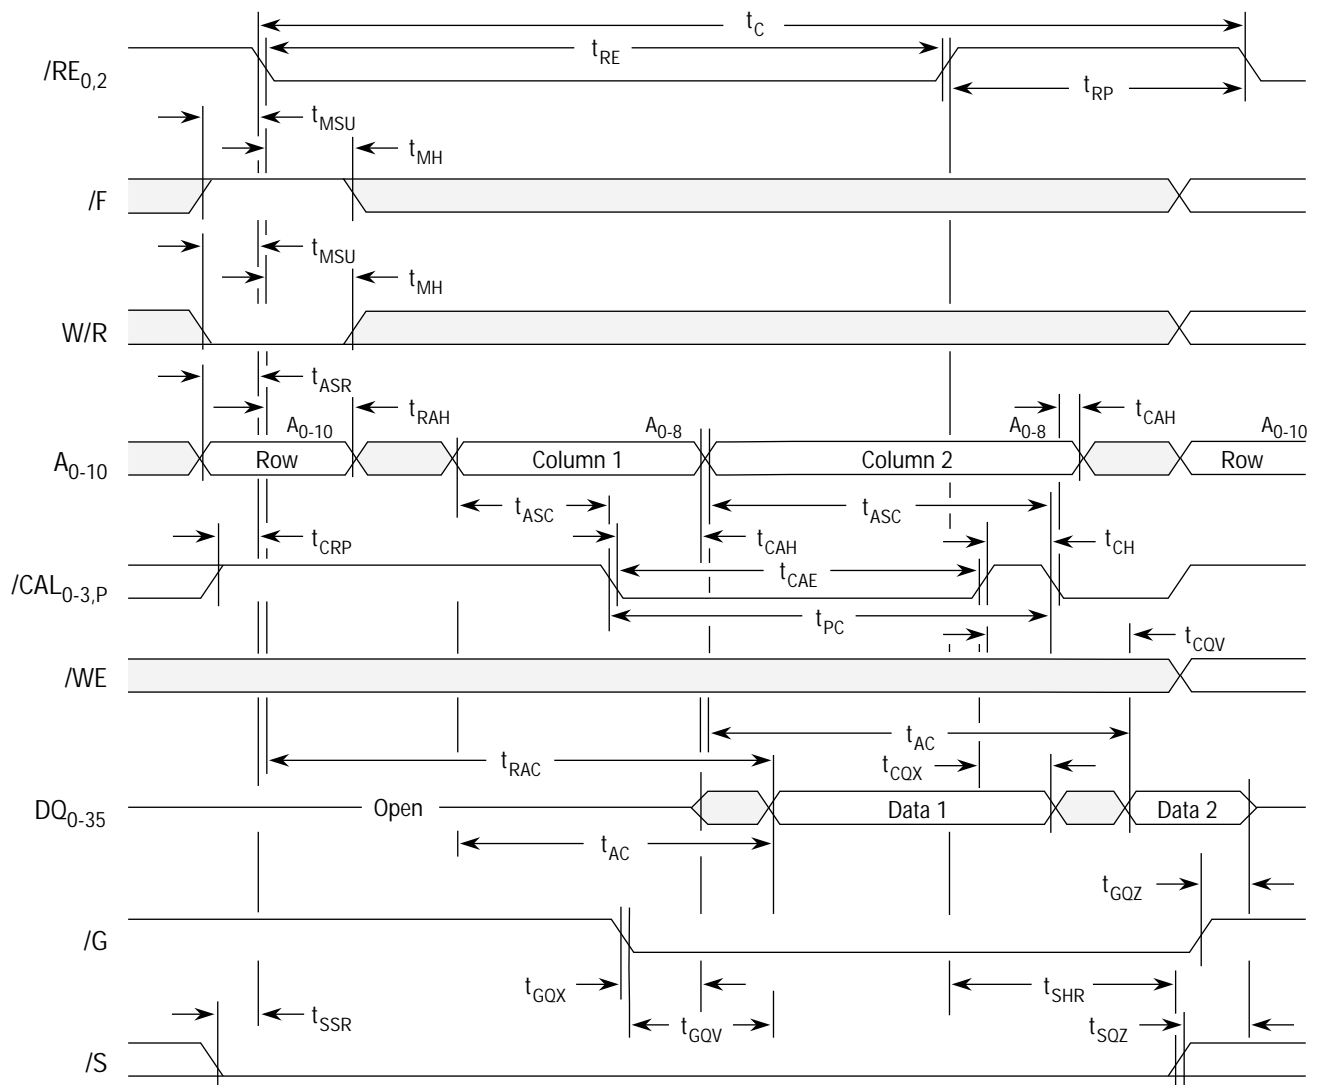 t_C
t_RE
/RE_0,2
t_RP
t_MSU
t_MH
/F
t_MSU
t_MH
W/R
t_ASR
t_RAH
t_CAH
A_0-10 A_0-8 A_0-8 A_0-10
A_0-10 Row Column 1 Column 2 Row
t_ASC t_ASC
t_CRP t_CAH t_CH
t_CAE
/CAL_0-3,P
t_PC
t_CQV
/WE
t_AC
t_RAC t_CQX
DQ_0-35 Open Data 1 Data 2
t_AC
t_GQZ
/G
t_GQX t_SHR
t_SSR t_GQV t_SQZ
/S